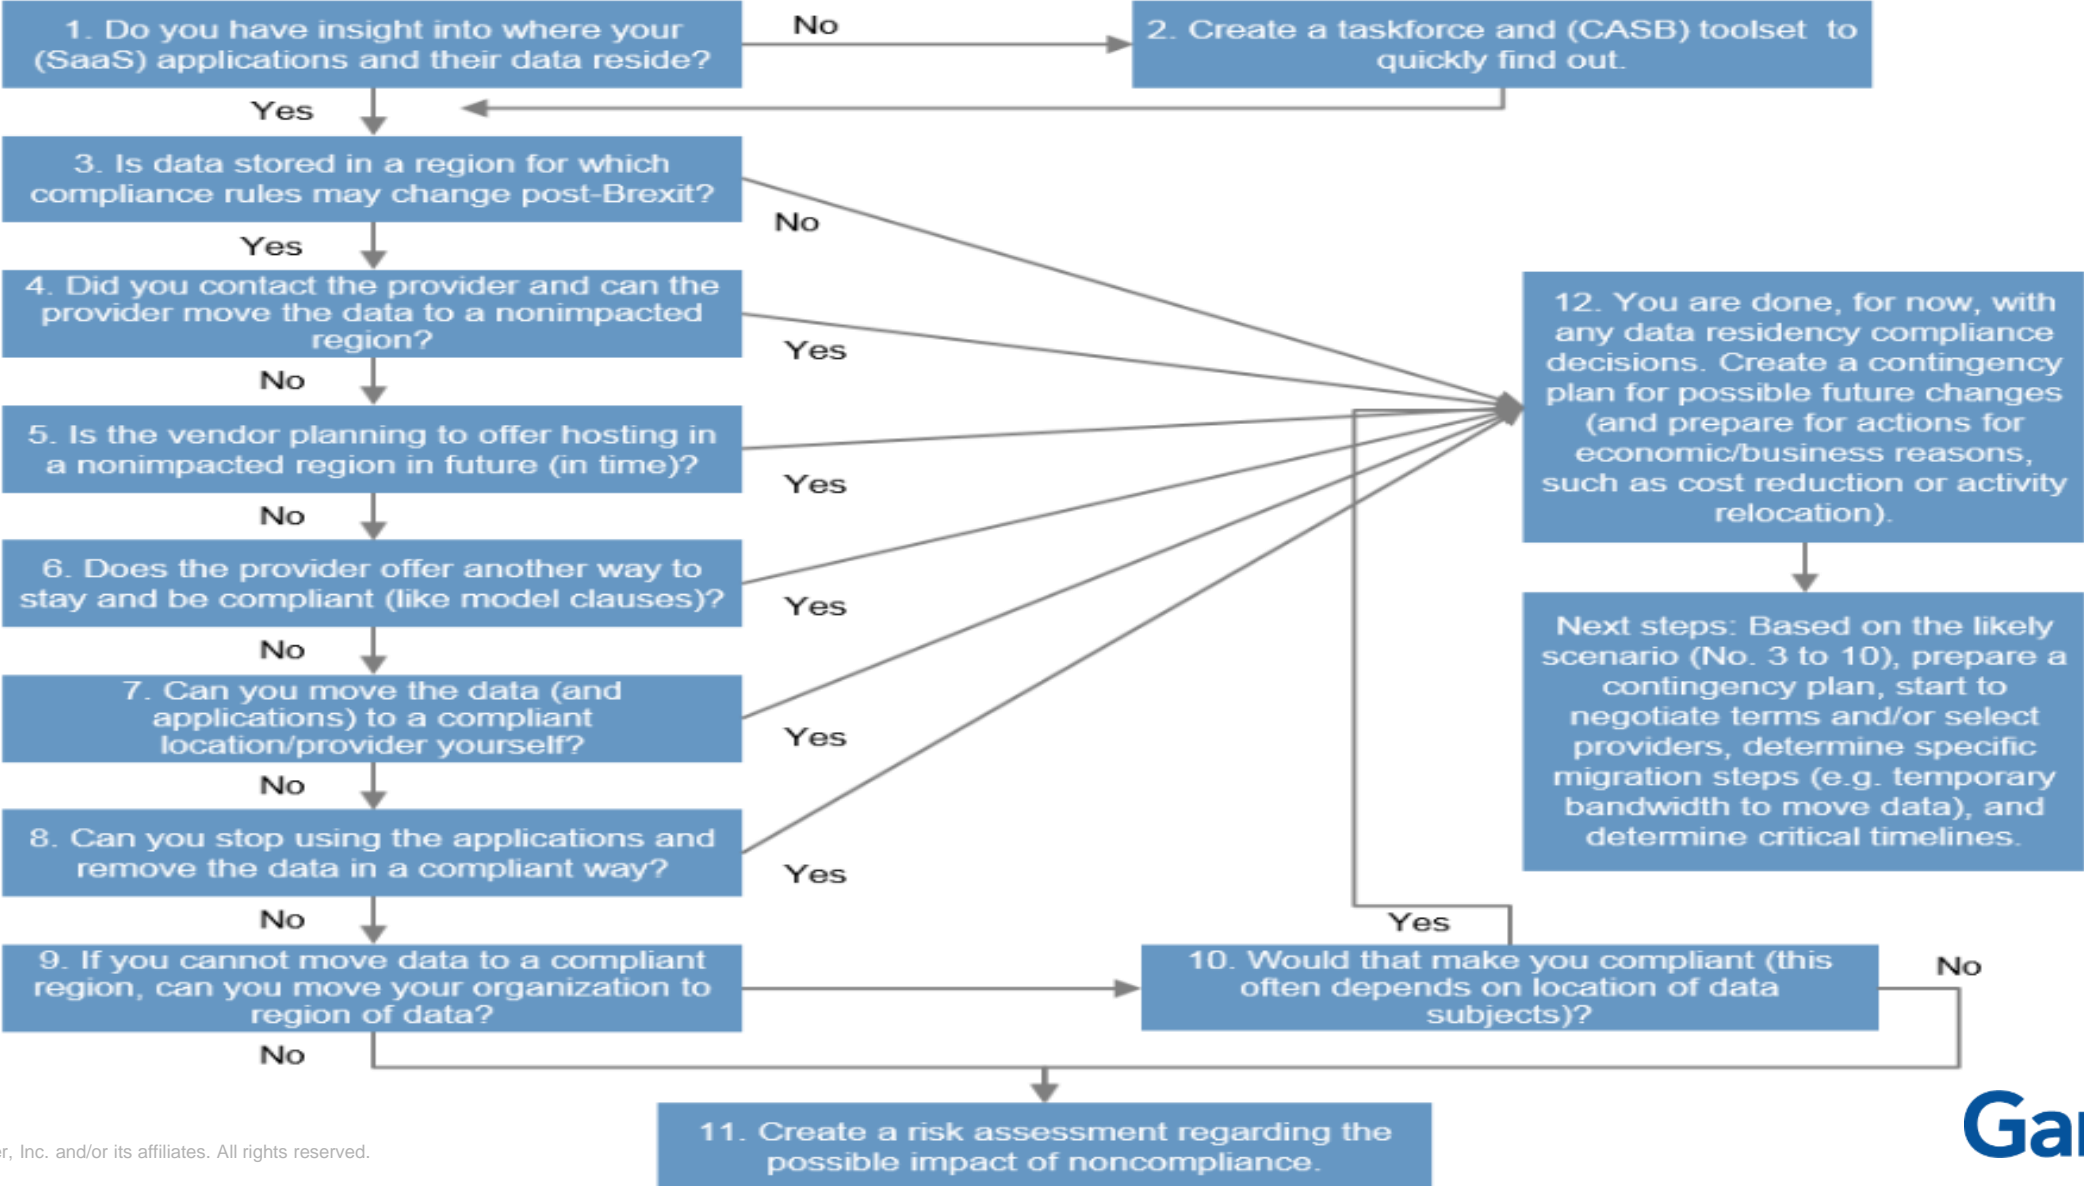 1. Do you have insight into where your
(SaaS) applications and their data reside?
No
2. Create a taskforce and (CASB) toolset to
quickly find out.
Yes
3. Is data stored in a region for which
compliance rules may change post-Brexit?
No
Yes
4. Did you contact the provider and can the
provider move the data to a nonimpacted
region?
Yes
No
5. Is the vendor planning to offer hosting in
a nonimpacted region in future (in time)?
Yes
No
6. Does the provider offer another way to
stay and be compliant (like model clauses)?
Yes
No
7. Can you move the data (and
applications) to a compliant
location/provider yourself?
Yes
No
8. Can you stop using the applications and
remove the data in a compliant way?
Yes
No
9. If you cannot move data to a compliant
region, can you move your organization to
region of data?
No
Yes
10. Would that make you compliant (this
often depends on location of data
subjects)?
No
11. Create a risk assessment regarding the
possible impact of noncompliance.
12. You are done, for now, with
any data residency compliance
decisions. Create a contingency
plan for possible future changes
(and prepare for actions for
economic/business reasons,
such as cost reduction or activity
relocation).
Next steps: Based on the likely
scenario (No. 3 to 10), prepare a
contingency plan, start to
negotiate terms and/or select
providers, determine specific
migration steps (e.g. temporary
bandwidth to move data), and
determine critical timelines.
r, Inc. and/or its affiliates. All rights reserved.